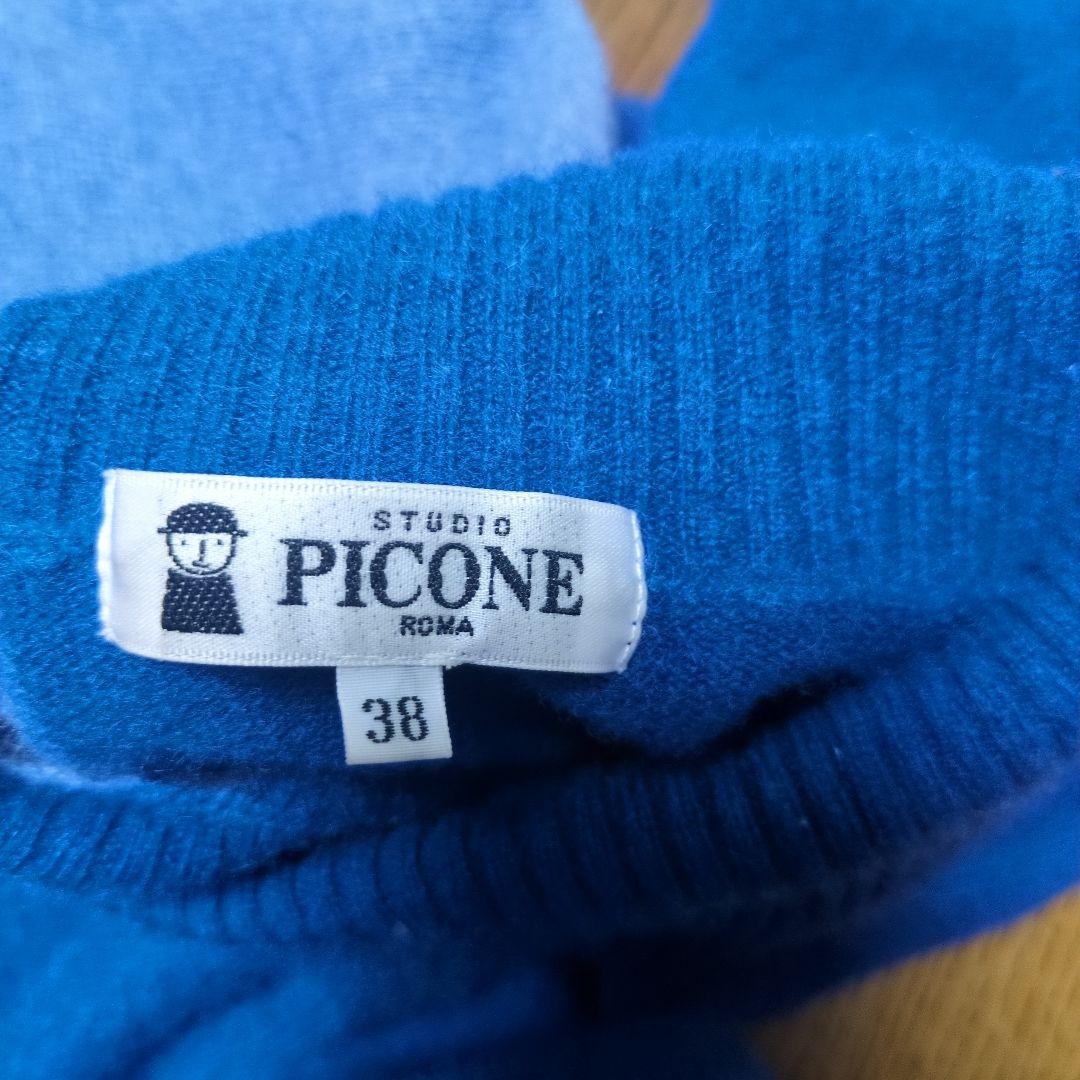 STUDIO
PICONE
ROMA
38